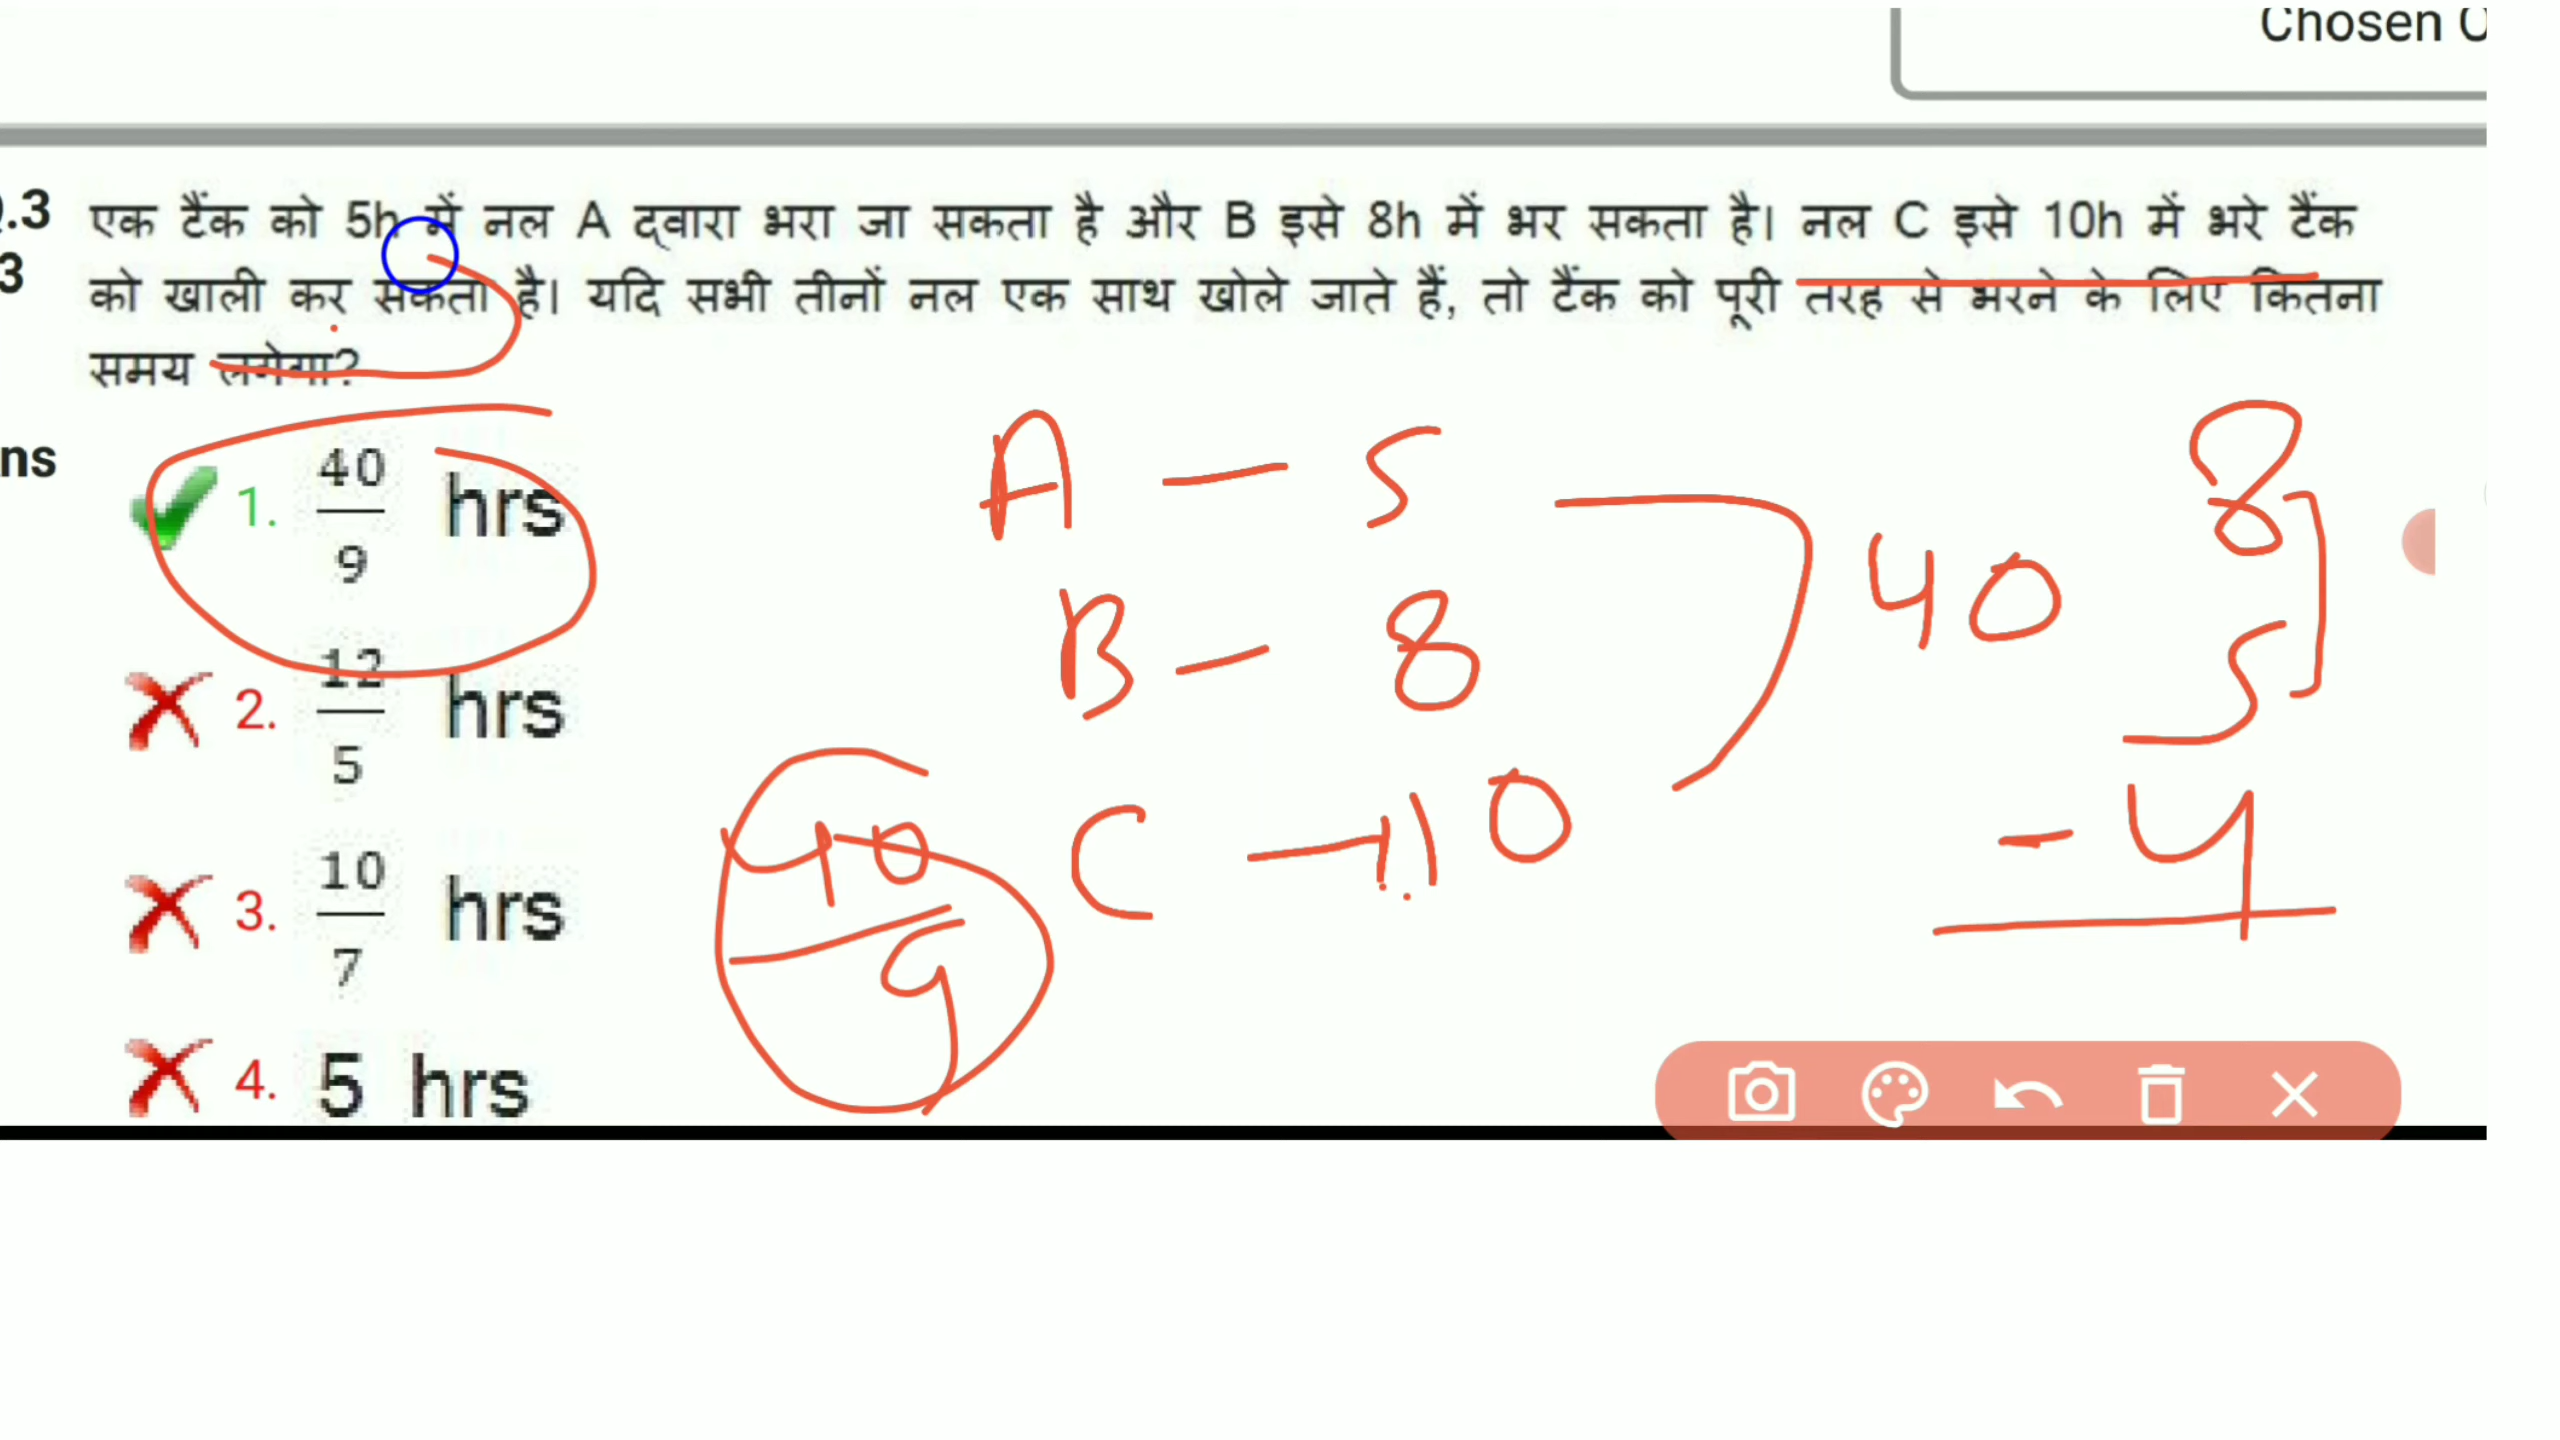 Chosen O
.3 एक टैंक को 5h में नल A द्वारा भरा जा सकता है और B इसे 8h में भर सकता है। नल C इसे 10h में भरे टैंक
3 को खाली कर सकता है। यदि सभी तीनों नल एक साथ खोले जाते हैं, तो टैंक को पूरी तरह से भरने के लिए कितना
समय लगेगा?
ns
1. 40/9 hrs
2. 12/5 hrs
3. 10/7 hrs
4. 5 hrs
A — 5
B — 8
C — 10
40
8
5
- 4
40
9